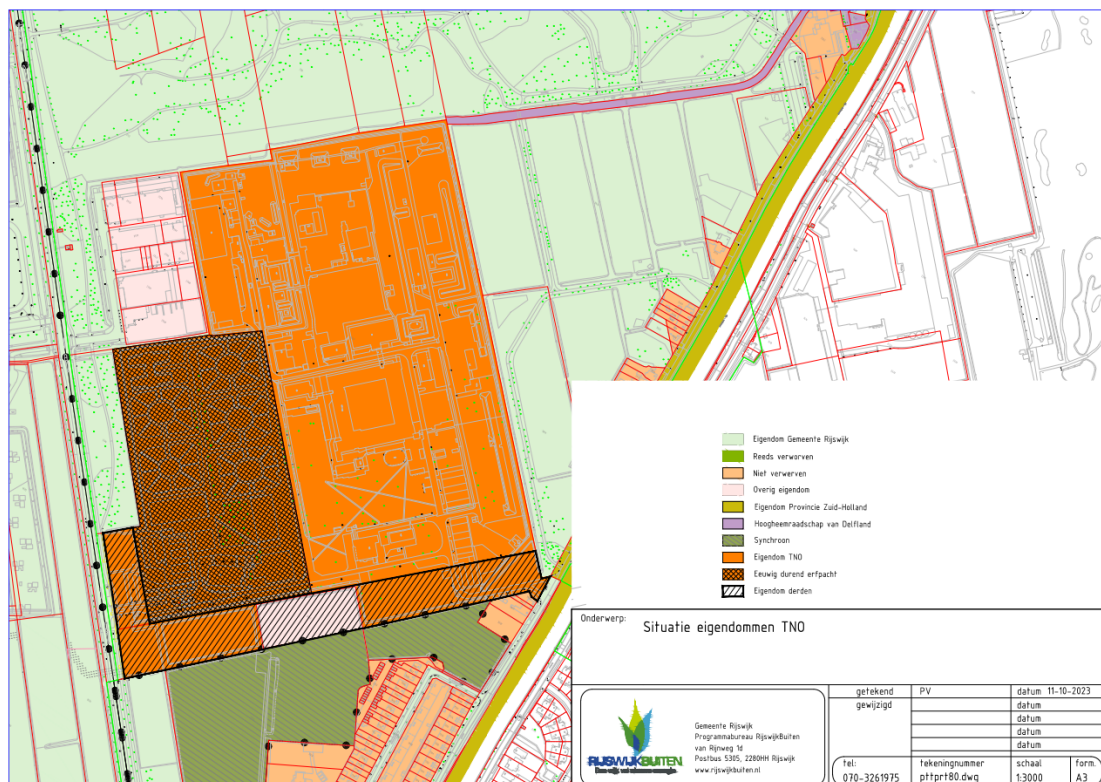 Eigendom Gemeente Rijswijk
Reeds verworven
Niet verwerven
Overig eigendom
Eigendom Provincie Zuid-Holland
Hoogheemraadschap van Delfland
Synchroon
Eigendom TNO
Eeuwig durend erfpacht
Eigendom derden
Onderwerp:
Situatie eigendommen TNO
RIJSWIJKBUITEN
Gemeente Rijswijk
Programmabureau RijswijkBuiten
van Rijnweg 1d
Postbus 5305, 2280HH Rijswijk
www.rijswijkbuiten.nl
getekend PV datum 11-10-2023
gewijzigd datum
datum
datum
datum
tel: tekeningnummer schaal form.
070-3261975 pttprt80.dwg 1:3000 A3